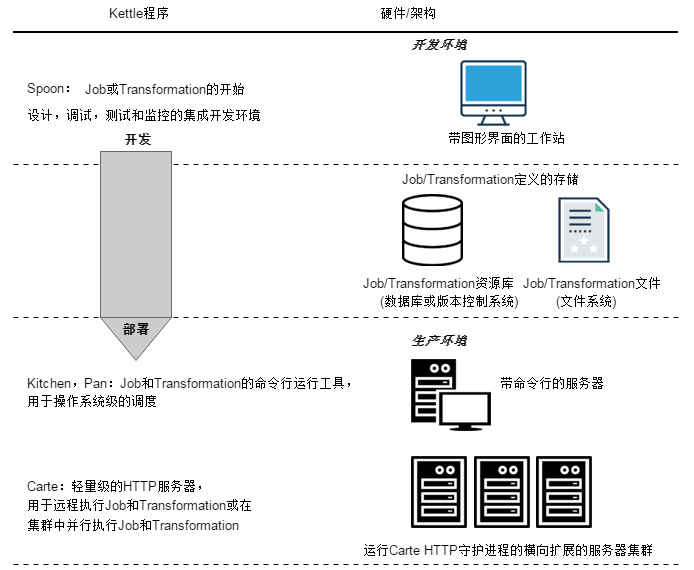 Kettle程序
硬件/架构
开发环境
Spoon： Job或Transformation的开始
设计，调试，测试和监控的集成开发环境
开发
带图形界面的工作站
Job/Transformation定义的存储
Job/Transformation资源库
(数据库或版本控制系统)
Job/Transformation文件
(文件系统)
部署
生产环境
Kitchen，Pan：Job和Transformation的命令行运行工具，
用于操作系统级的调度
带命令行的服务器
Carte：轻量级的HTTP服务器，
用于远程执行Job和Transformation或在
集群中并行执行Job和Transformation
运行Carte HTTP守护进程的横向扩展的服务器集群